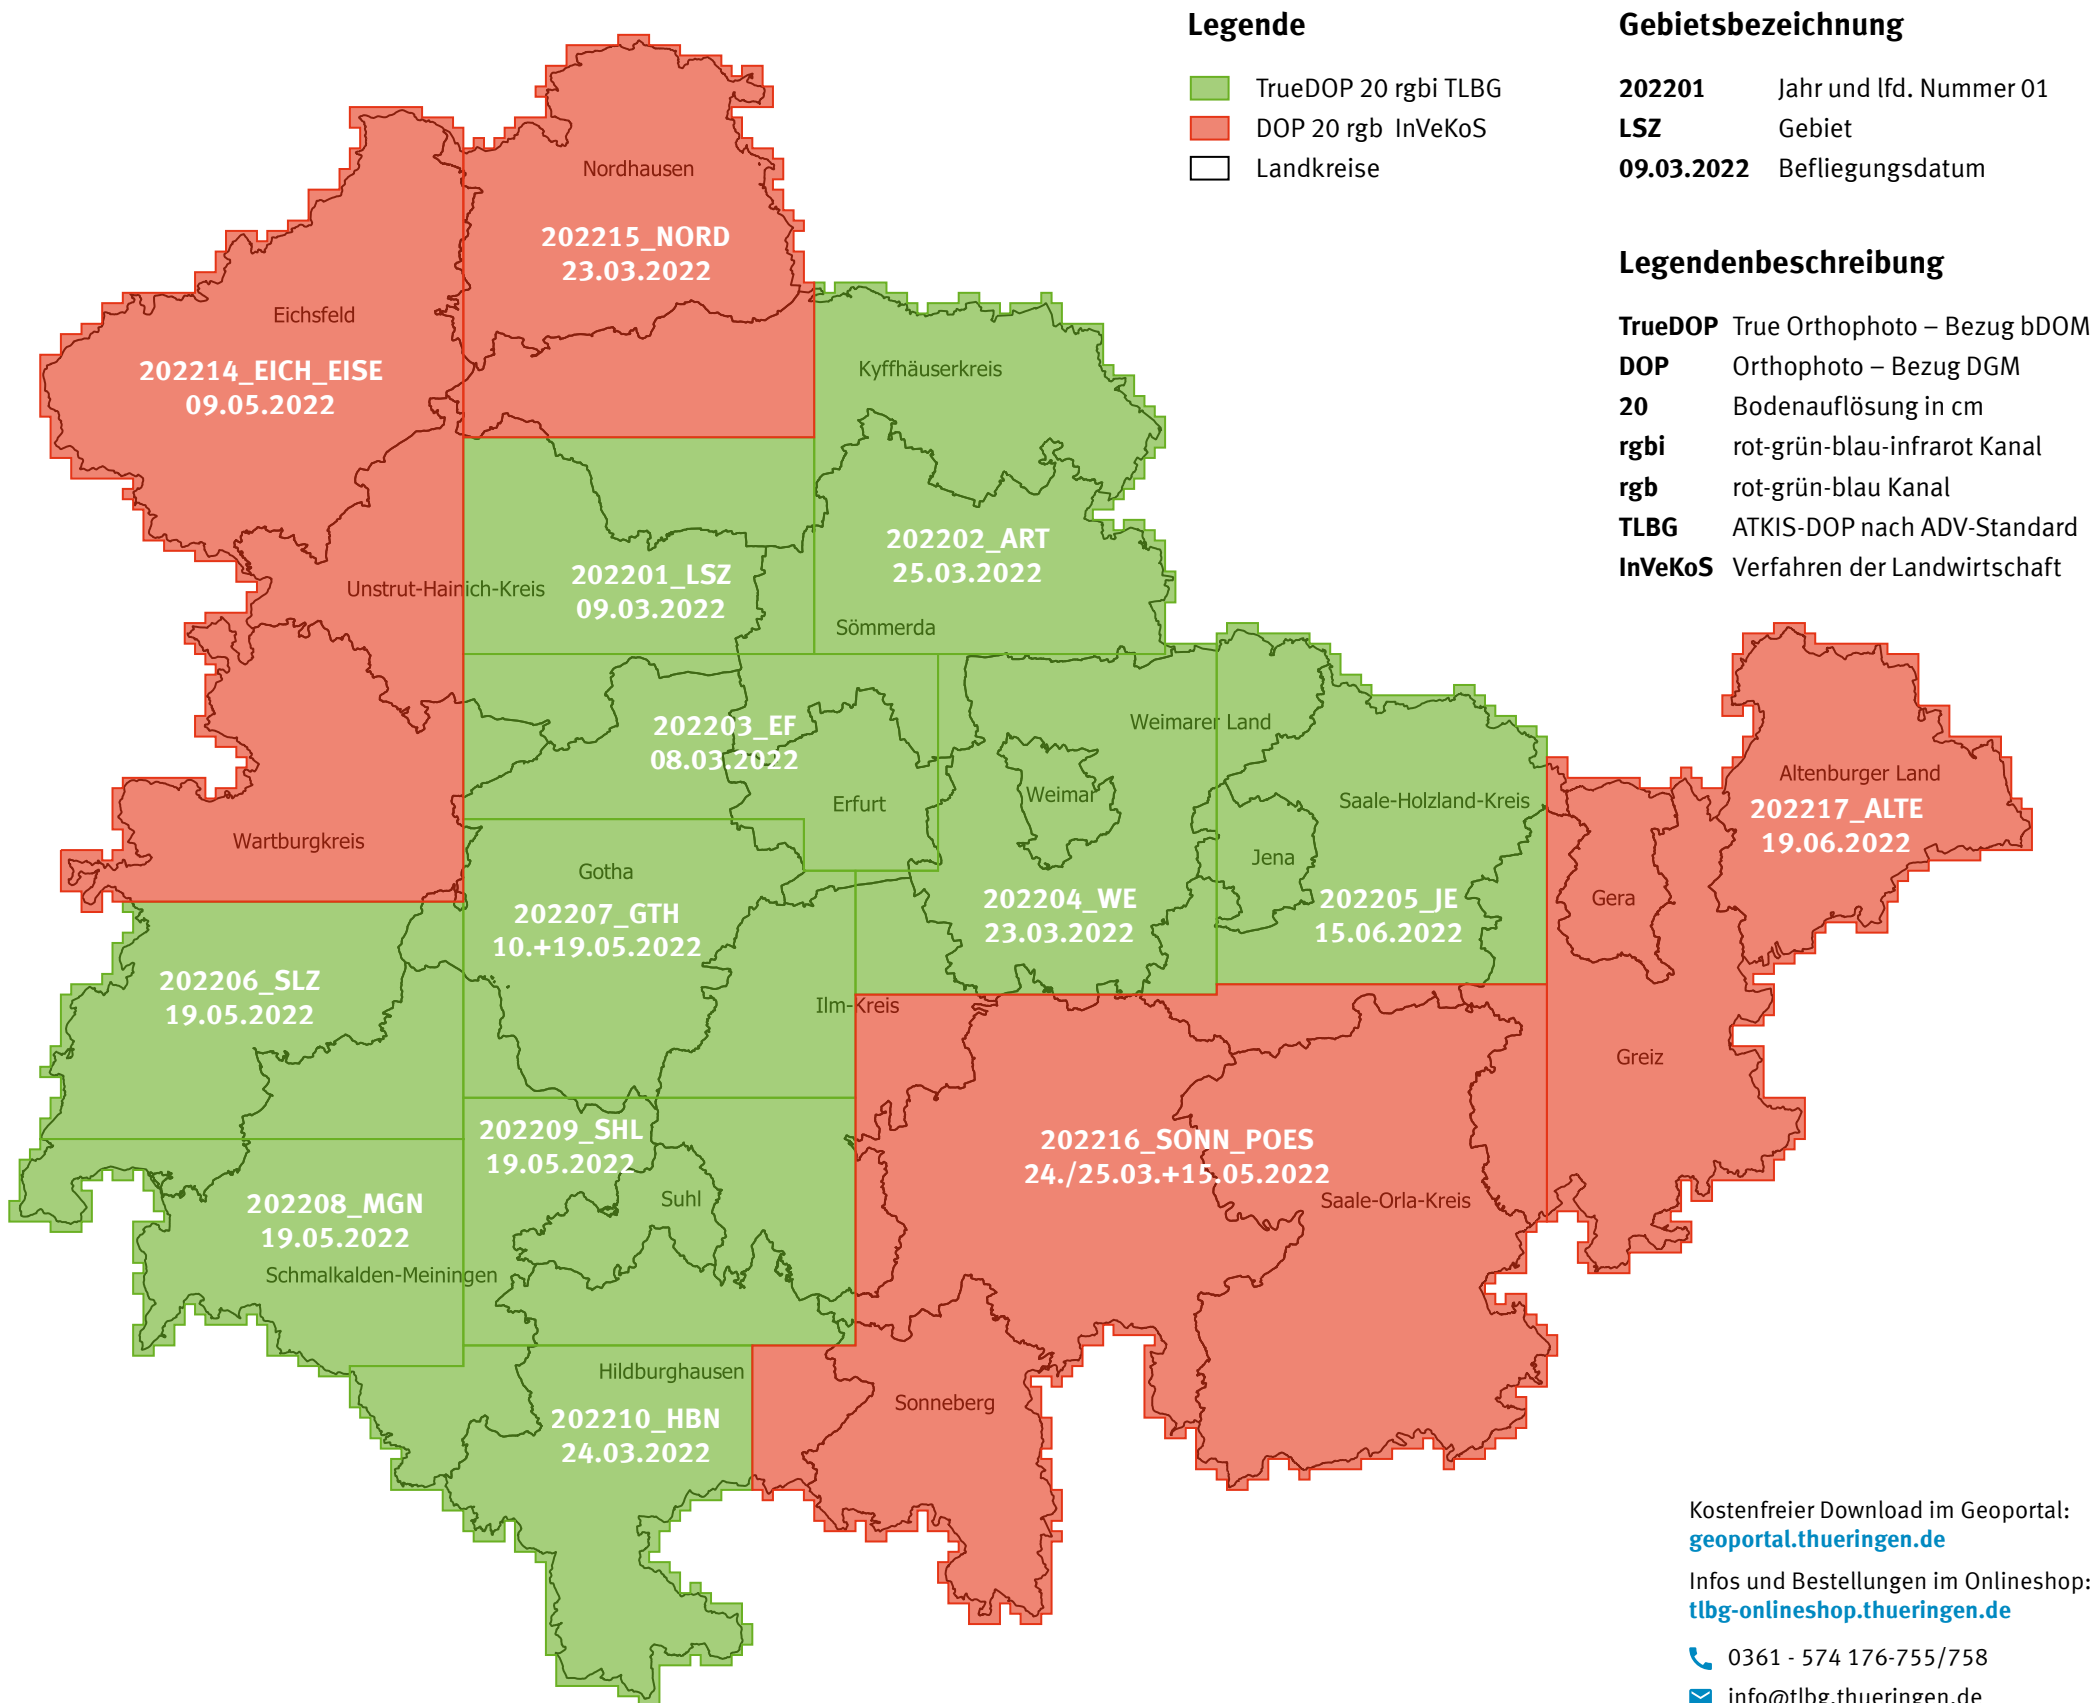 Legende
TrueDOP 20 rgbi TLBG
DOP 20 rgb InVeKoS
Landkreise
Gebietsbezeichnung
202201 Jahr und lfd. Nummer 01
LSZ Gebiet
09.03.2022 Befliegungsdatum
Legendenbeschreibung
TrueDOP True Orthophoto – Bezug bDOM
DOP Orthophoto – Bezug DGM
20 Bodenauflösung in cm
rgbi rot-grün-blau-infrarot Kanal
rgb rot-grün-blau Kanal
TLBG ATKIS-DOP nach ADV-Standard
InVeKoS Verfahren der Landwirtschaft
Nordhausen
202215_NORD
23.03.2022
Eichsfeld
202214_EICH_EISE
09.05.2022
Kyffhäuserkreis
202202_ART
25.03.2022
Unstrut-Hainich-Kreis
202201_LSZ
09.03.2022
Sömmerda
202203_EF
08.03.2022
Erfurt
Weimarer Land
Weimar
Saale-Holzland-Kreis
Altenburger Land
202217_ALTE
19.06.2022
Wartburgkreis
Gotha
202207_GTH
10.+19.05.2022
202204_WE
23.03.2022
Jena
202205_JE
15.06.2022
Gera
202206_SLZ
19.05.2022
Ilm-Kreis
Greiz
202209_SHL
19.05.2022
202216_SONN_POES
24./25.03.+15.05.2022
Saale-Orla-Kreis
Suhl
202208_MGN
19.05.2022
Schmalkalden-Meiningen
Hildburghausen
202210_HBN
24.03.2022
Sonneberg
Kostenfreier Download im Geoportal:
geoportal.thueringen.de
Infos und Bestellungen im Onlineshop:
tlbg-onlineshop.thueringen.de
0361 - 574 176-755/758
info@tlbg.thueringen.de